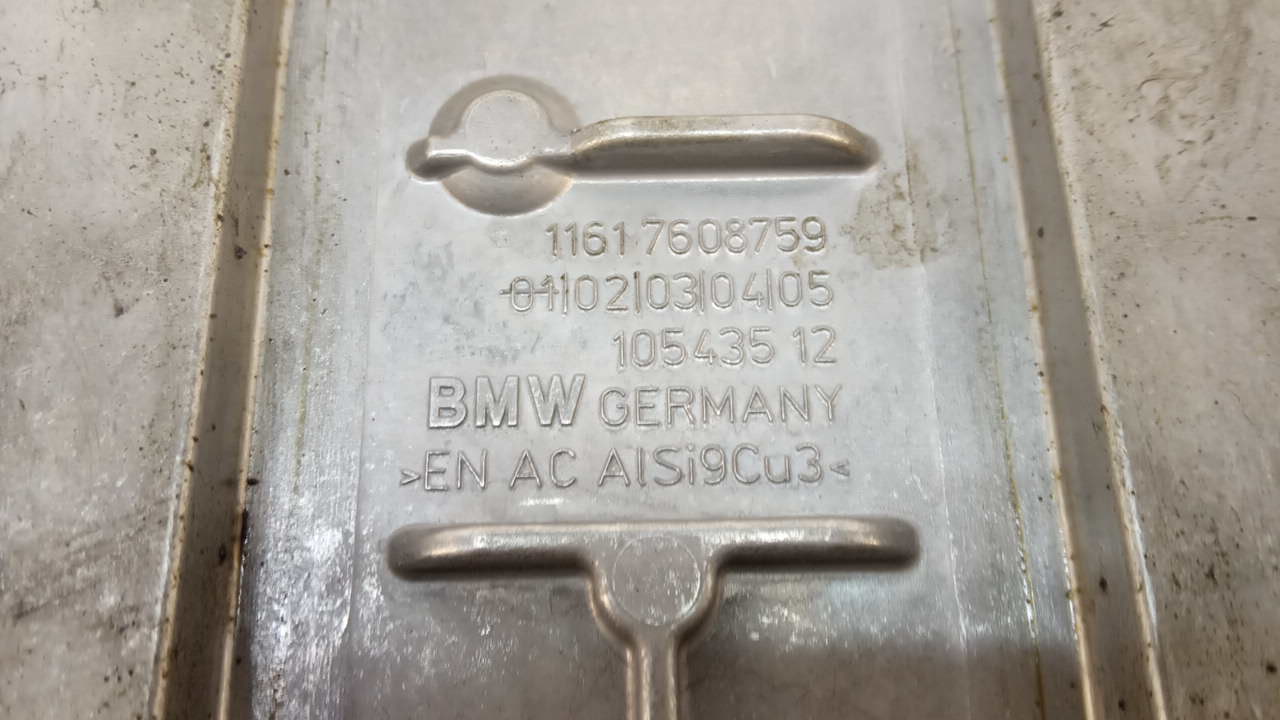 1161 7608759
01|02|03|04|05
105435 12
BMW GERMANY
>EN AC AlSi9Cu3<